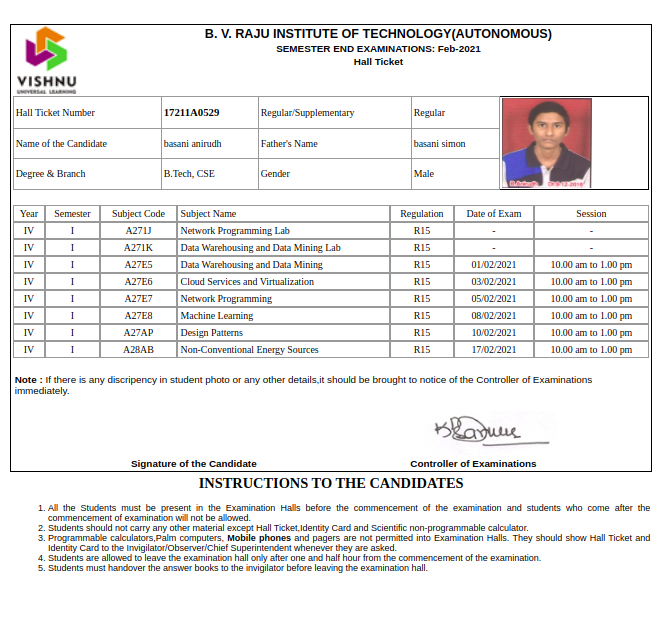 B. V. RAJU INSTITUTE OF TECHNOLOGY(AUTONOMOUS)
SEMESTER END EXAMINATIONS: Feb-2021
Hall Ticket
VISHNU
UNIVERSAL LEARNING
Hall Ticket Number 17211A0529 Regular/Supplementary Regular
Name of the Candidate basani anirudh Father's Name basani simon
Degree & Branch B.Tech, CSE Gender Male
Year Semester Subject Code Subject Name Regulation Date of Exam Session
IV I A271J Network Programming Lab R15 - -
IV I A271K Data Warehousing and Data Mining Lab R15 - -
IV I A27E5 Data Warehousing and Data Mining R15 01/02/2021 10.00 am to 1.00 pm
IV I A27E6 Cloud Services and Virtualization R15 03/02/2021 10.00 am to 1.00 pm
IV I A27E7 Network Programming R15 05/02/2021 10.00 am to 1.00 pm
IV I A27E8 Machine Learning R15 08/02/2021 10.00 am to 1.00 pm
IV I A27AP Design Patterns R15 10/02/2021 10.00 am to 1.00 pm
IV I A28AB Non-Conventional Energy Sources R15 17/02/2021 10.00 am to 1.00 pm
Note : If there is any discripency in student photo or any other details,it should be brought to notice of the Controller of Examinations
immediately.
Signature of the Candidate Controller of Examinations
INSTRUCTIONS TO THE CANDIDATES
1. All the Students must be present in the Examination Halls before the commencement of the examination and students who come after the
commencement of examination will not be allowed.
2. Students should not carry any other material except Hall Ticket,Identity Card and Scientific non-programmable calculator.
3. Programmable calculators,Palm computers, Mobile phones and pagers are not permitted into Examination Halls. They should show Hall Ticket and
Identity Card to the Invigilator/Observer/Chief Superintendent whenever they are asked.
4. Students are allowed to leave the examination hall only after one and half hour from the commencement of the examination.
5. Students must handover the answer books to the invigilator before leaving the examination hall.